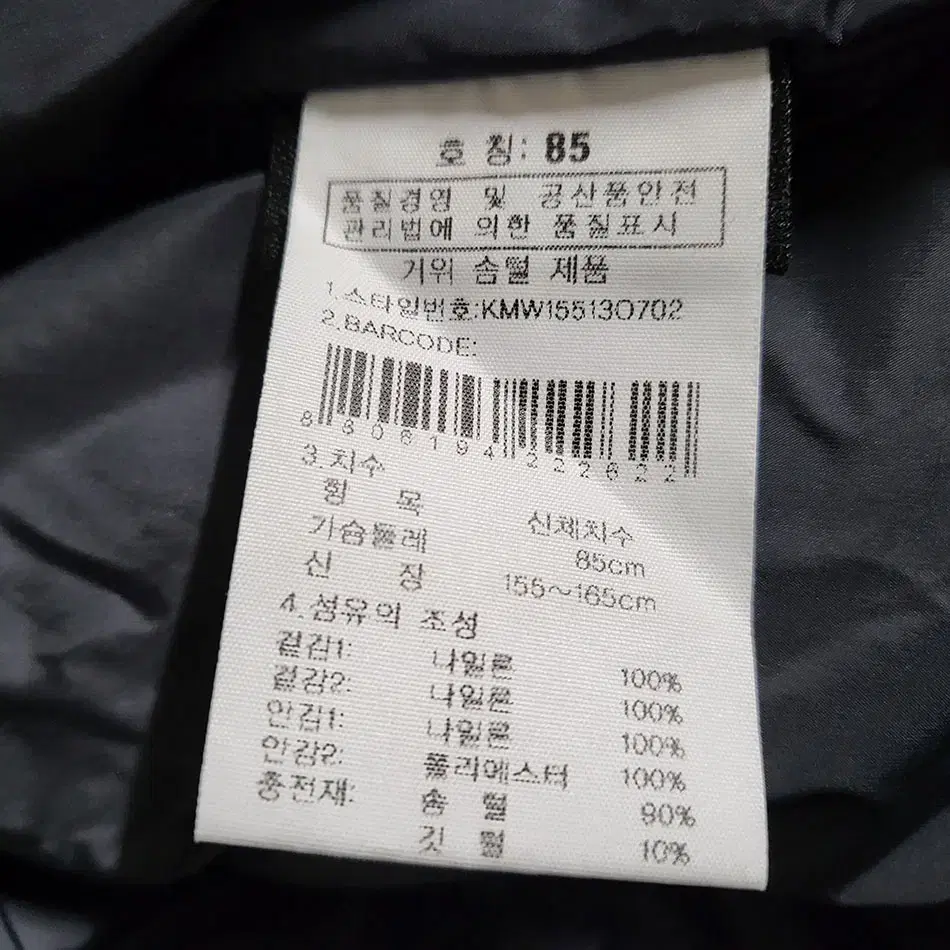 호 칭: 85
품질경영 및 공산품안전
관리법에 의한 품질표시
거위 솜털 제품
1.스타일번호:KMW15513O702
2.BARCODE:
8 806194 222622
3.치수
항 목 신체치수
가슴둘레 85cm
신 장 155~165cm
4.섬유의 조성
겉감1: 나일론 100%
겉감2: 나일론 100%
안감1: 나일론 100%
안감2: 폴리에스터 100%
충전재: 솜 털 90%
깃 털 10%